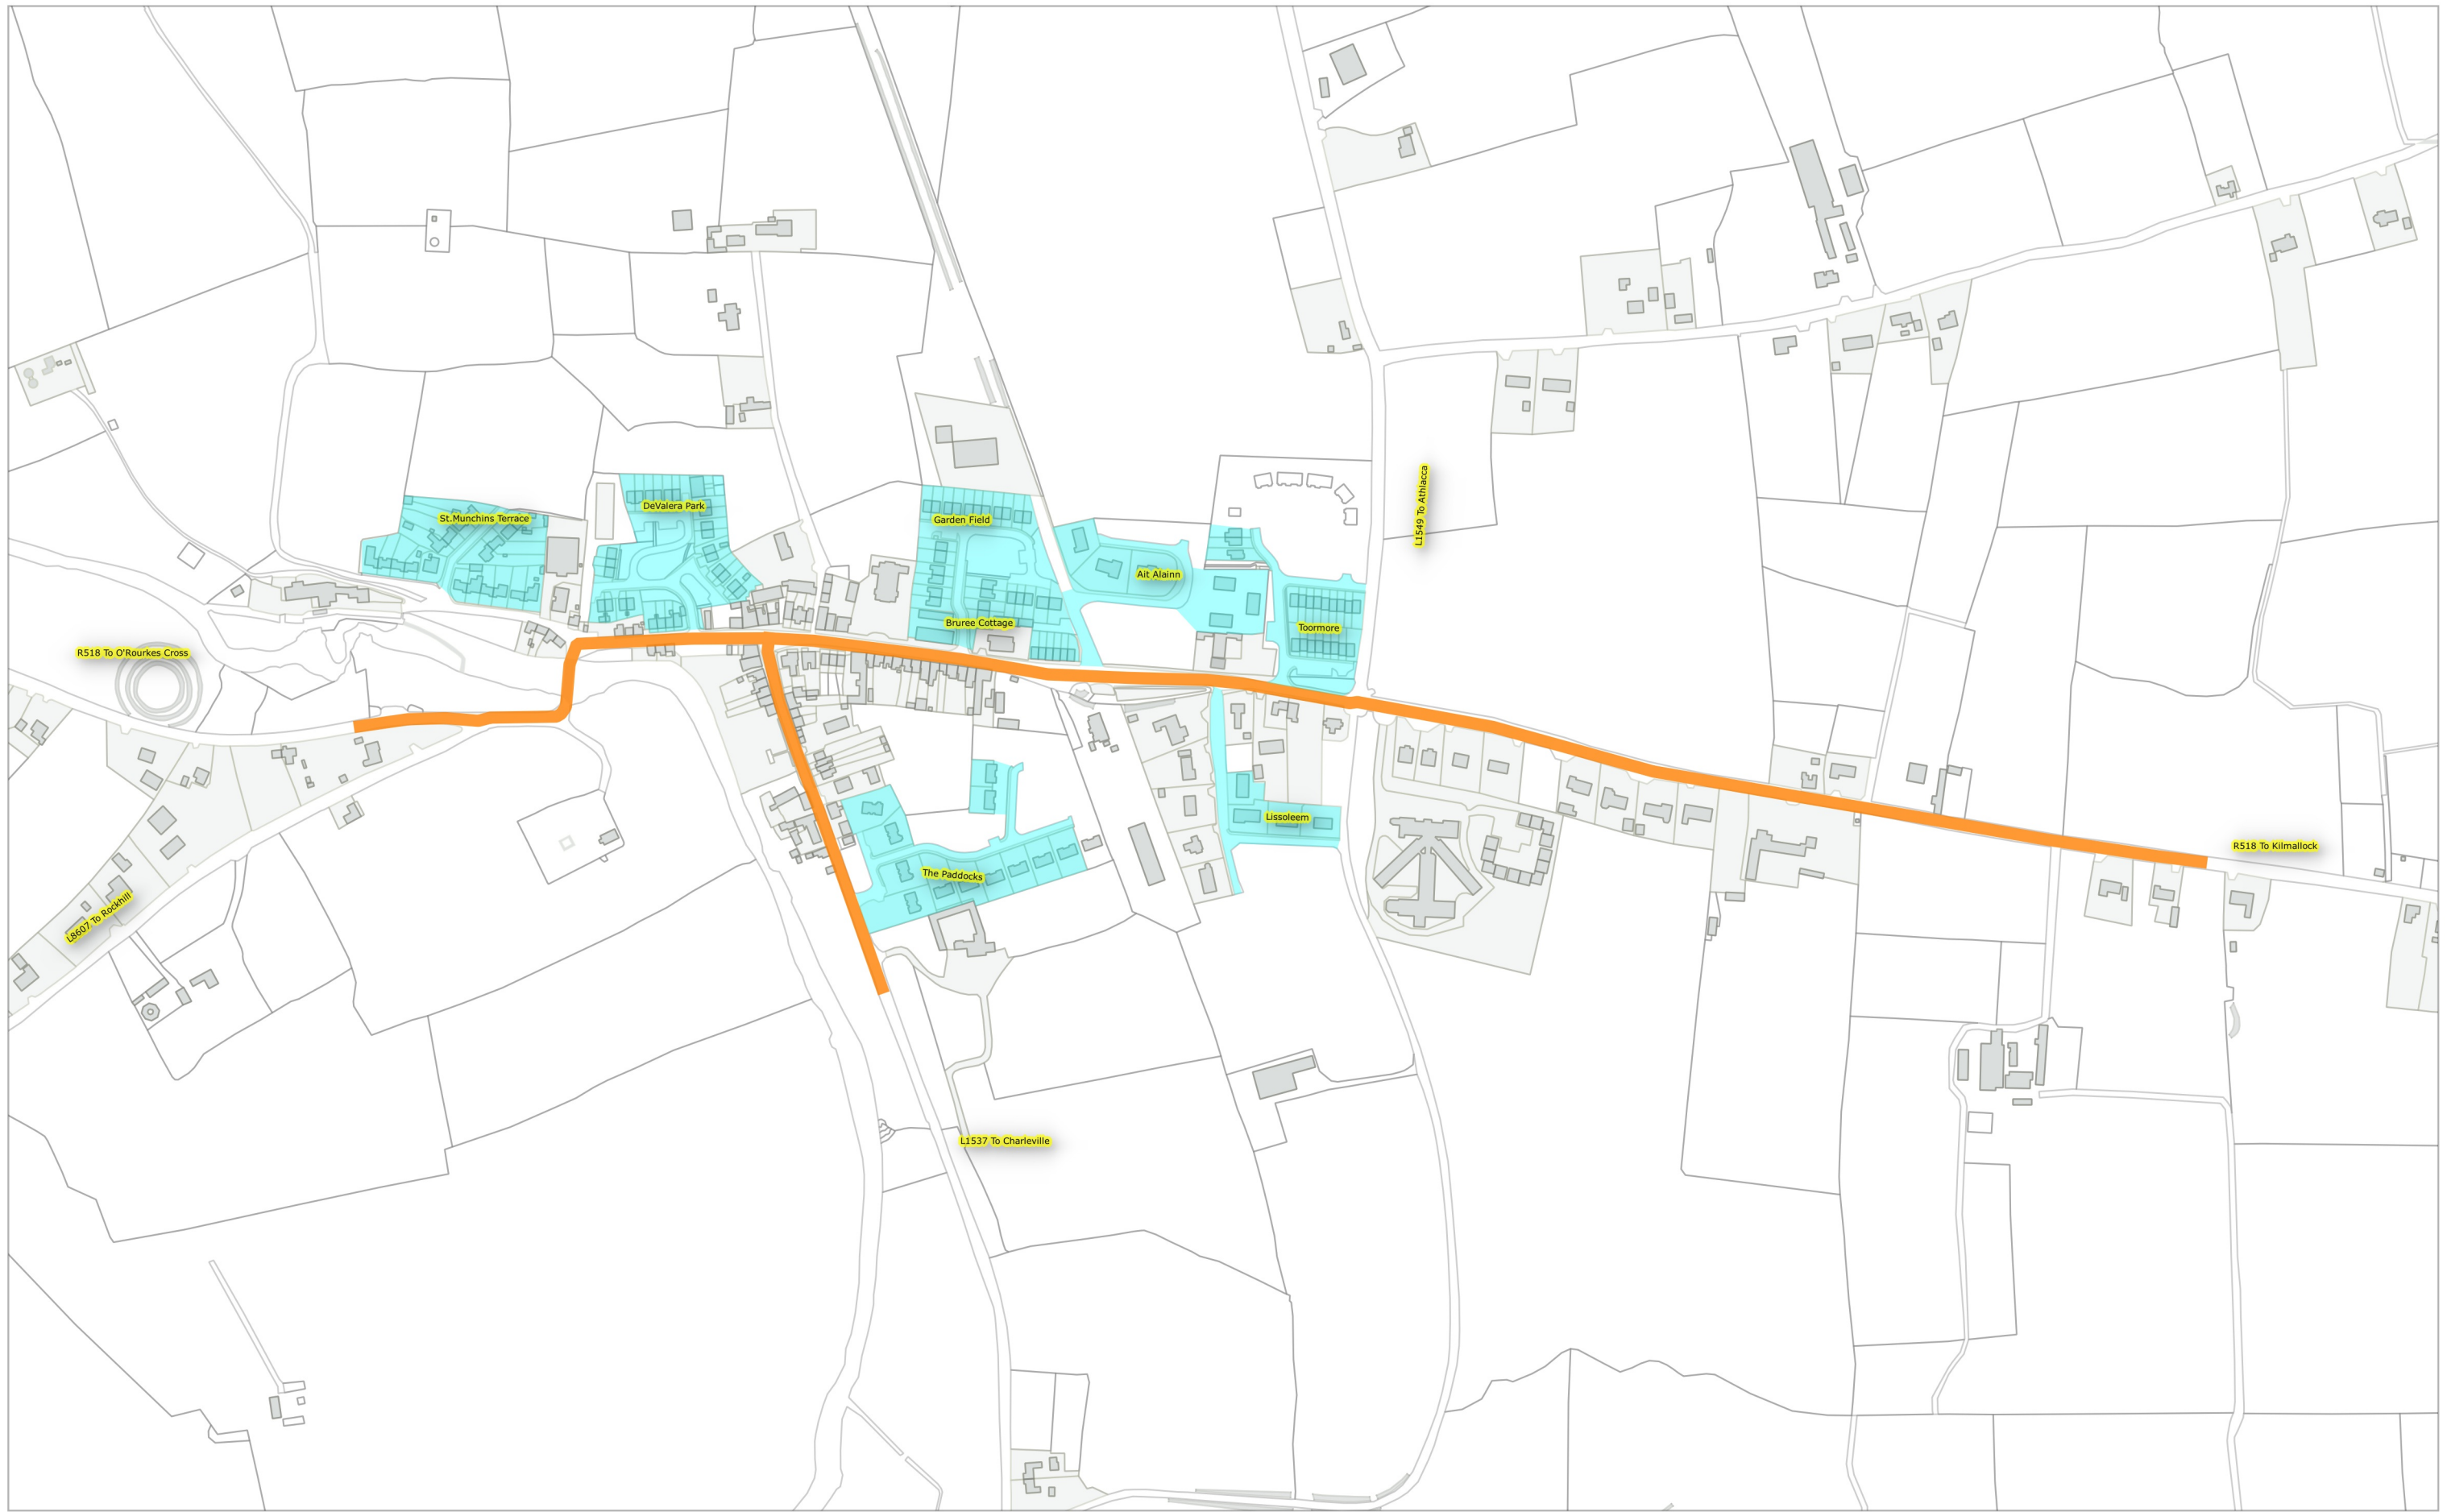 L1549 To Athlacca
DeValera Park
St.Munchins Terrace
Garden Field
Ait Alainn
Bruree Cottage
Toormore
R518 To O'Rourkes Cross
Lissoleem
R518 To Kilmallock
The Paddocks
L8607 To Rockhill
L1537 To Charleville